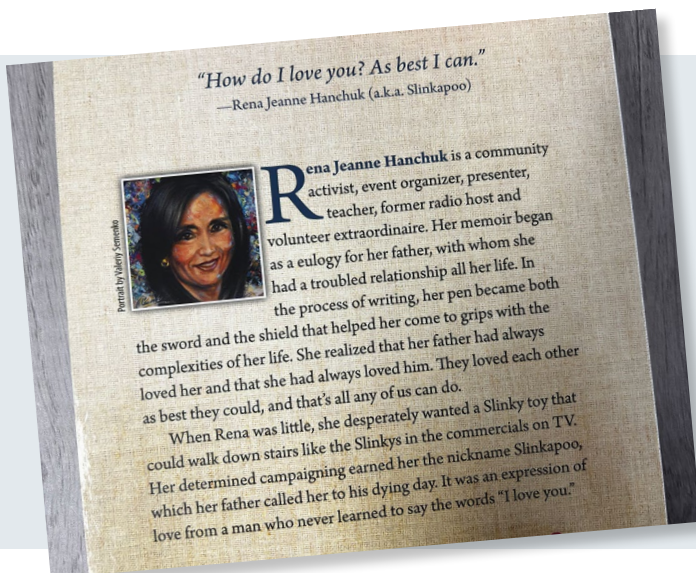 “How do I love you? As best I can.”
—Rena Jeanne Hanchuk (a.k.a. Slinkapoo)
Portrait by Valeriy Semenko
Rena Jeanne Hanchuk is a community
activist, event organizer, presenter,
teacher, former radio host and
volunteer extraordinaire. Her memoir began
as a eulogy for her father, with whom she
had a troubled relationship all her life. In
the process of writing, her pen became both
the sword and the shield that helped her come to grips with the
complexities of her life. She realized that her father had always
loved her and that she had always loved him. They loved each other
as best they could, and that’s all any of us can do.
When Rena was little, she desperately wanted a Slinky toy that
could walk down stairs like the Slinkys in the commercials on TV.
Her determined campaigning earned her the nickname Slinkapoo,
which her father called her to his dying day. It was an expression of
love from a man who never learned to say the words “I love you.”